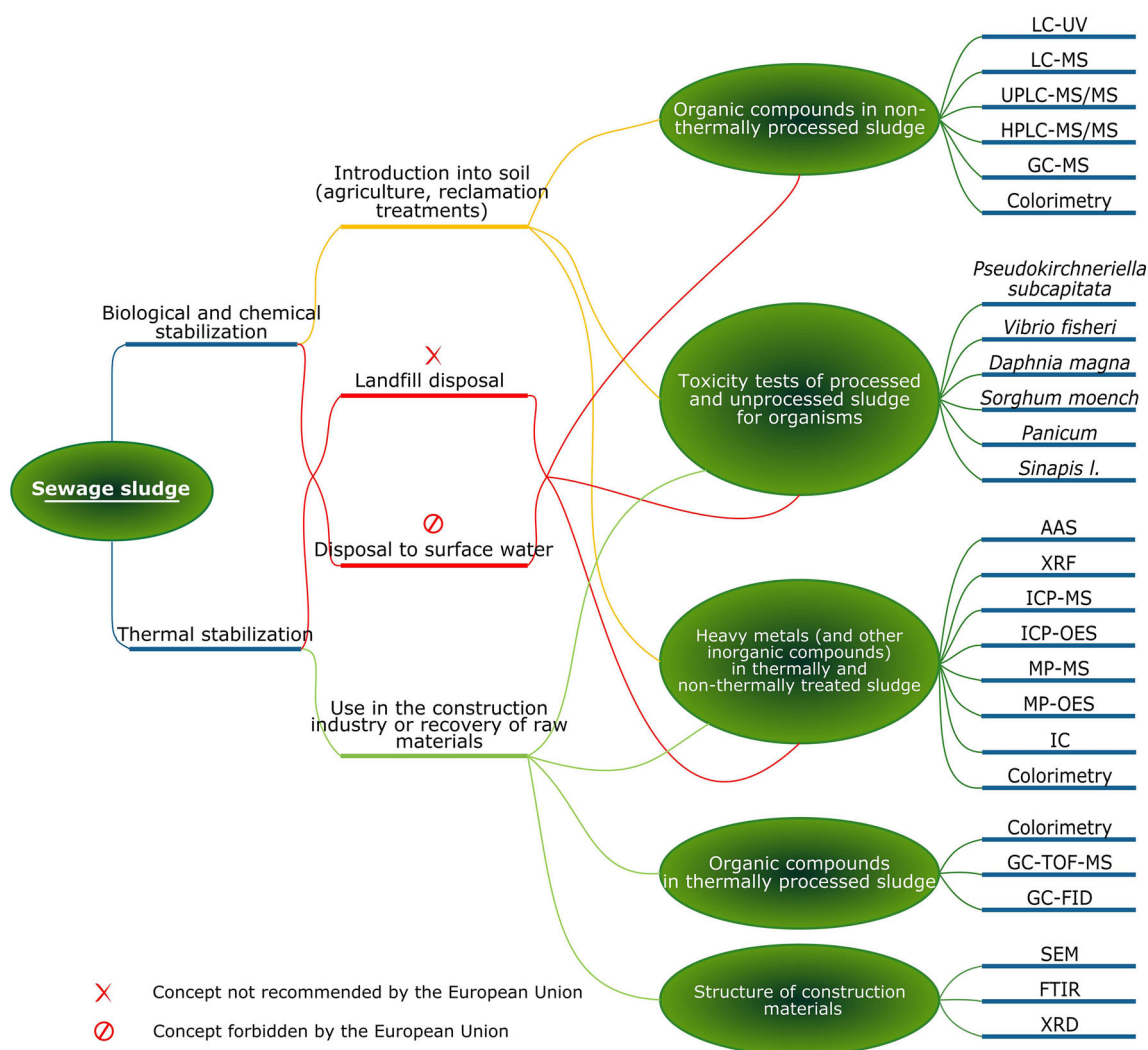 Sewage sludge
Biological and chemical
stabilization
Thermal stabilization
Introduction into soil
(agriculture, reclamation
treatments)
Landfill disposal
Disposal to surface water
Use in the construction
industry or recovery of raw
materials
Organic compounds in non-
thermally processed sludge
LC-UV
LC-MS
UPLC-MS/MS
HPLC-MS/MS
GC-MS
Colorimetry
Toxicity tests of processed
and unprocessed sludge
for organisms
Pseudokirchneriella
subcapitata
Vibrio fisheri
Daphnia magna
Sorghum moench
Panicum
Sinapis l.
Heavy metals (and other
inorganic compounds)
in thermally and
non-thermally treated sludge
AAS
XRF
ICP-MS
ICP-OES
MP-MS
MP-OES
IC
Colorimetry
Organic compounds
in thermally processed sludge
Colorimetry
GC-TOF-MS
GC-FID
Structure of construction
materials
SEM
FTIR
XRD
Concept not recommended by the European Union
Concept forbidden by the European Union